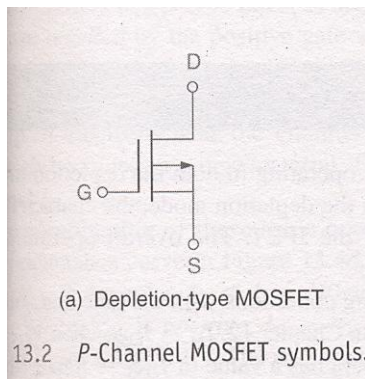 D
G
S
(a) Depletion-type MOSFET
13.2 P-Channel MOSFET symbols.